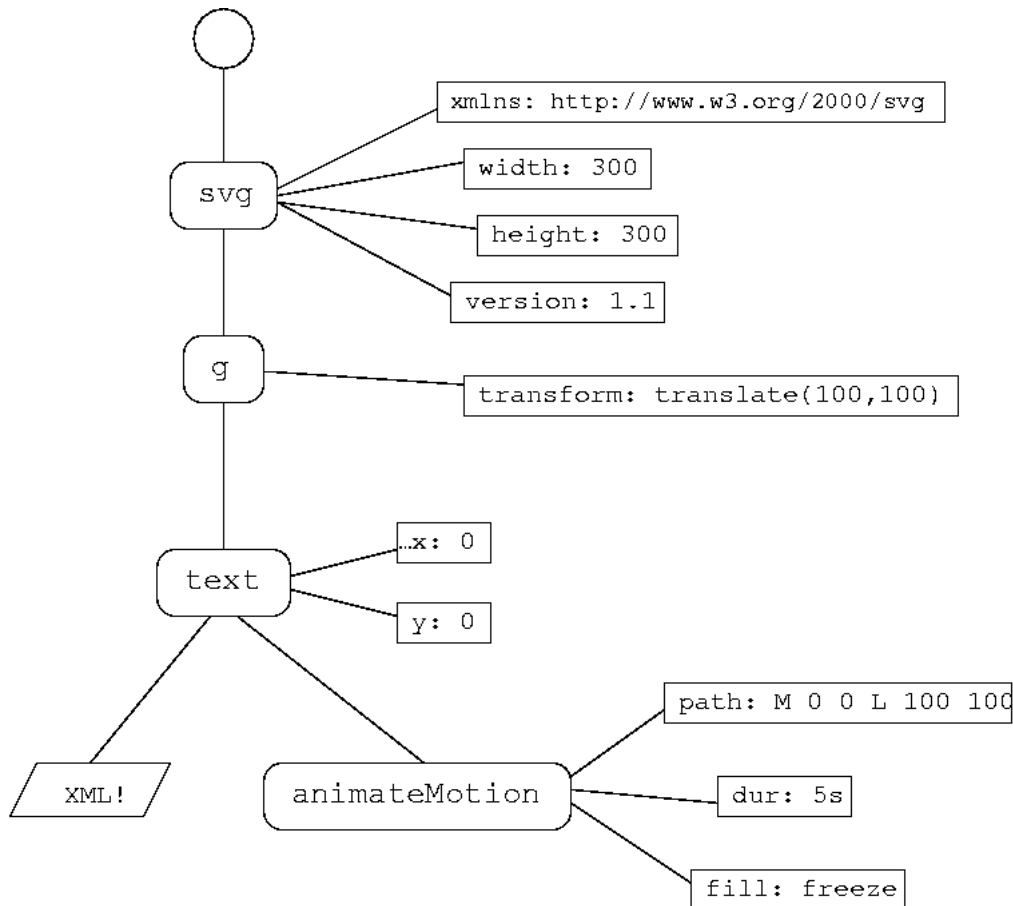 xmlns: http://www.w3.org/2000/svg
svg
width: 300
height: 300
version: 1.1
g
transform: translate(100,100)
…x: 0
text
y: 0
path: M 0 0 L 100 100
XML!
animateMotion
dur: 5s
fill: freeze